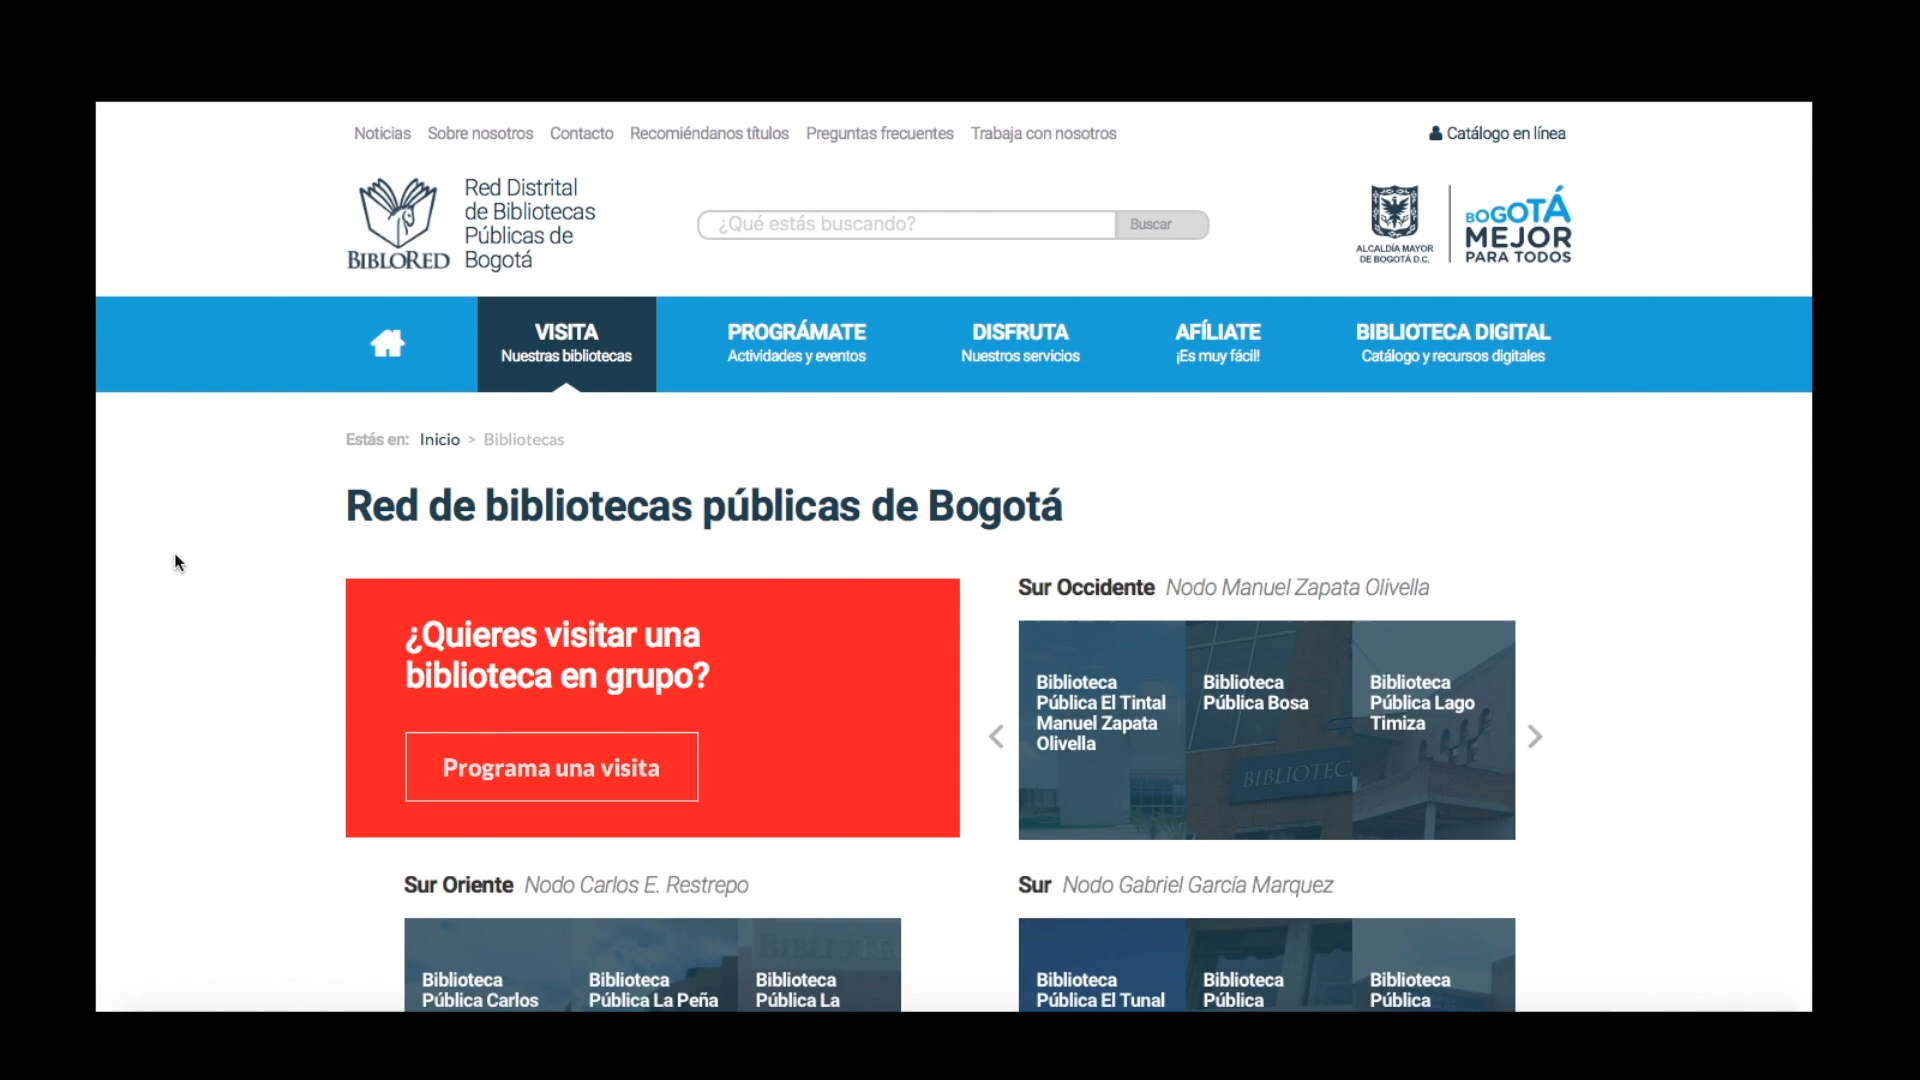 Noticias Sobre nosotros Contacto Recomiéndanos títulos Preguntas frecuentes Trabaja con nosotros
Catálogo en línea
BIBLORED
Red Distrital
de Bibliotecas
Públicas de
Bogotá
¿Qué estás buscando?
Buscar
ALCALDÍA MAYOR
DE BOGOTÁ D.C.
BOGOTÁ
MEJOR
PARA TODOS
VISITA
Nuestras bibliotecas
PROGRÁMATE
Actividades y eventos
DISFRUTA
Nuestros servicios
AFÍLIATE
¡Es muy fácil!
BIBLIOTECA DIGITAL
Catálogo y recursos digitales
Estás en: Inicio > Bibliotecas
Red de bibliotecas públicas de Bogotá
¿Quieres visitar una
biblioteca en grupo?
Programa una visita
Sur Occidente Nodo Manuel Zapata Olivella
Biblioteca
Pública El Tintal
Manuel Zapata
Olivella
Biblioteca
Pública Bosa
BIBLIOTEC
Biblioteca
Pública Lago
Timiza
Sur Oriente Nodo Carlos E. Restrepo
Biblioteca
Pública Carlos
Biblioteca
Pública La Peña
BIBLIOTE
Biblioteca
Pública La
Sur Nodo Gabriel García Marquez
Biblioteca
Pública El Tunal
Biblioteca
Pública
Biblioteca
Pública